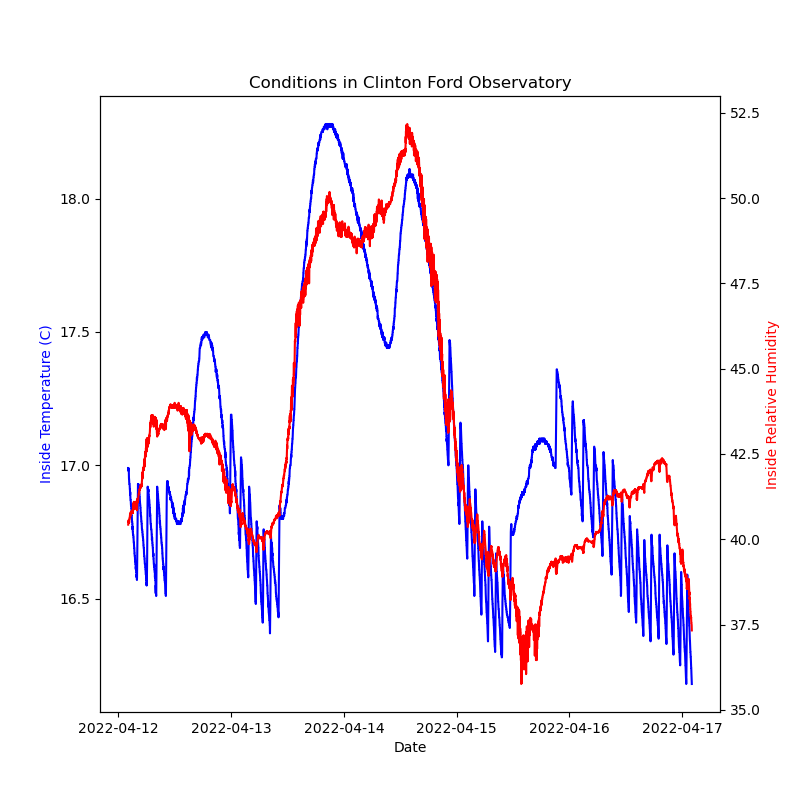 Conditions in Clinton Ford Observatory
Inside Temperature (C)
18.0
17.5
17.0
16.5
52.5
50.0
47.5
45.0
42.5
40.0
37.5
35.0
Inside Relative Humidity
2022-04-12 2022-04-13 2022-04-14 2022-04-15 2022-04-16 2022-04-17
Date